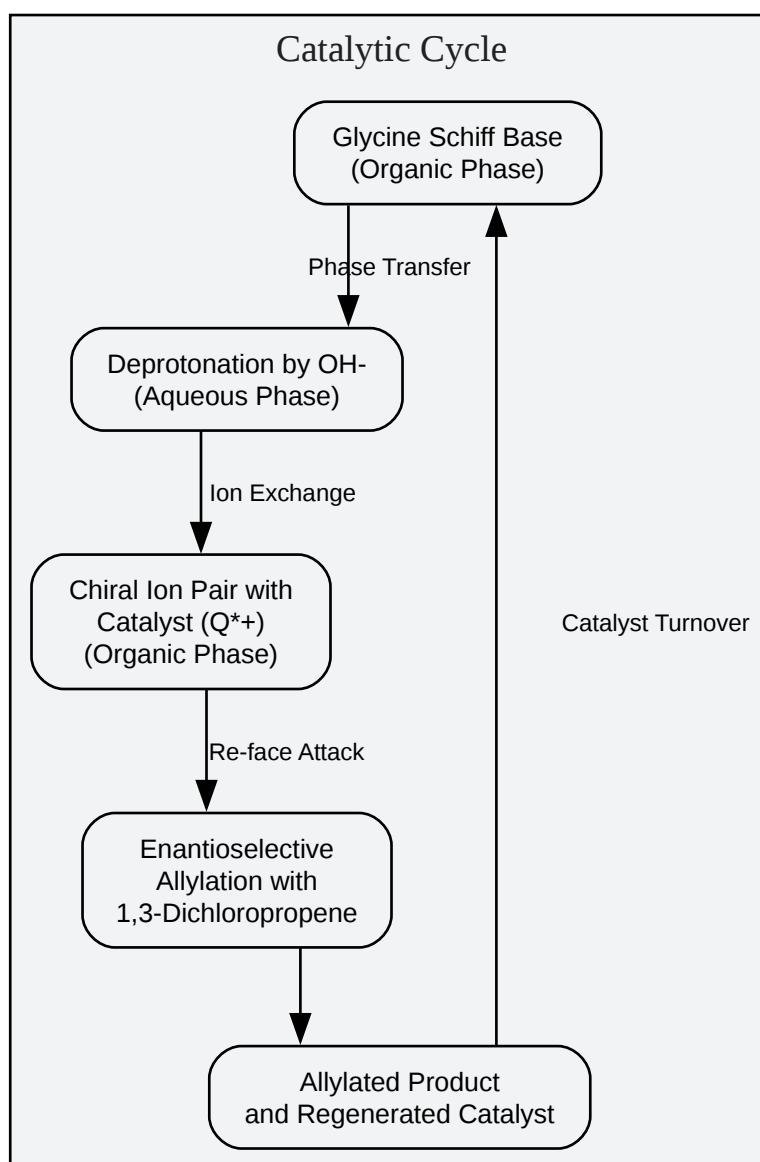 Catalytic Cycle
Glycine Schiff Base
(Organic Phase)
Phase Transfer
Deprotonation by OH-
(Aqueous Phase)
Ion Exchange
Chiral Ion Pair with
Catalyst (Q*+)
(Organic Phase)
Catalyst Turnover
Re-face Attack
Enantioselective
Allylation with
1,3-Dichloropropene
Allylated Product
and Regenerated Catalyst